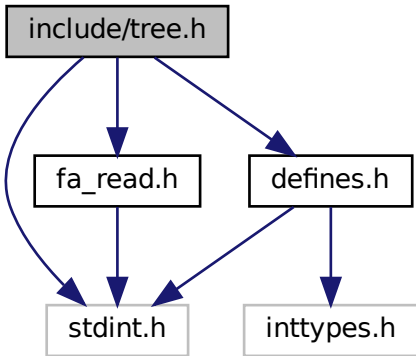 include/tree.h
fa_read.h
defines.h
stdint.h
inttypes.h